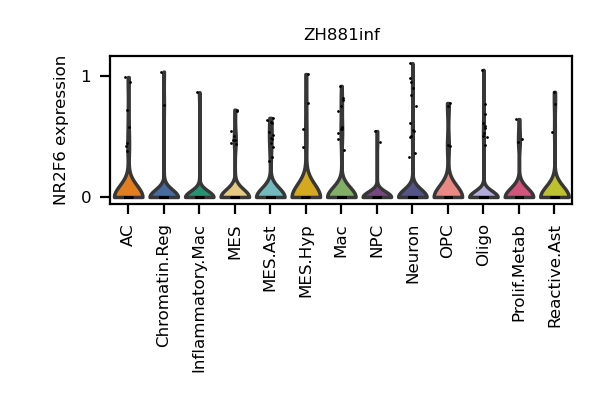 ZH881inf
NR2F6 expression
1
0
AC
Chromatin.Reg
Inflammatory.Mac
MES
MES.Ast
MES.Hyp
Mac
NPC
Neuron
OPC
Oligo
Prolif.Metab
Reactive.Ast